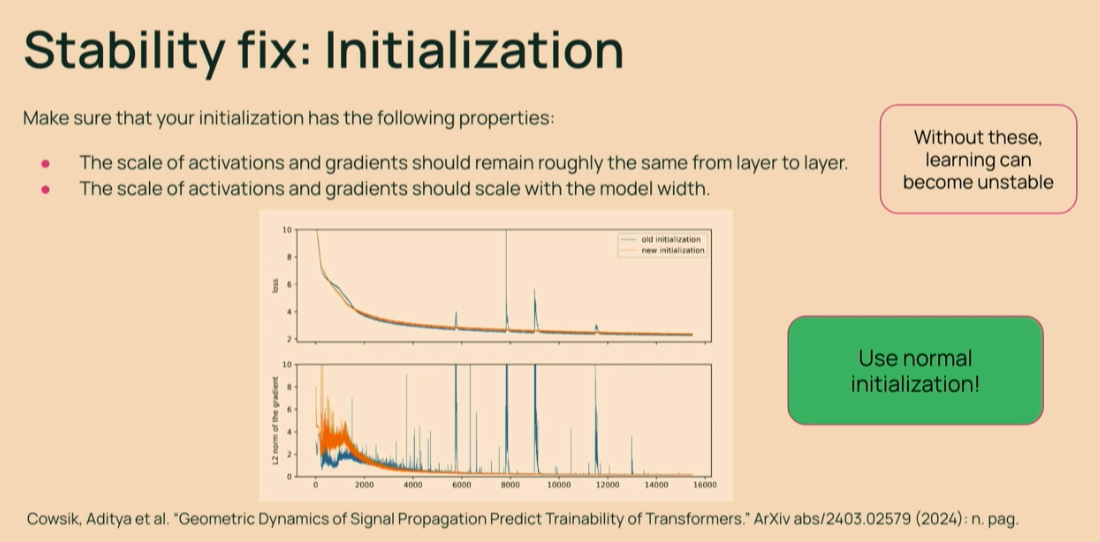 Stability fix: Initialization
Make sure that your initialization has the following properties:
● The scale of activations and gradients should remain roughly the same from layer to layer.
● The scale of activations and gradients should scale with the model width.
Without these,
learning can
become unstable
10
8
6
4
2
loss
old initialization
new initialization
10
8
6
4
2
0
L2 norm of the gradient
0 2000 4000 6000 8000 10000 12000 14000 16000
Use normal
initialization!
Cowsik, Aditya et al. “Geometric Dynamics of Signal Propagation Predict Trainability of Transformers.” ArXiv abs/2403.02579 (2024): n. pag.